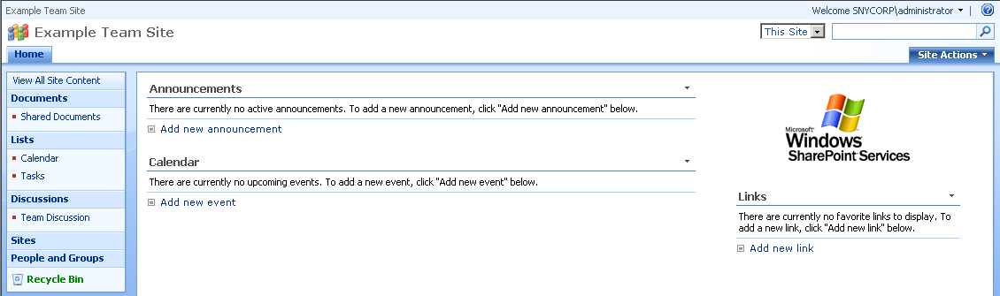 Example Team Site
Welcome SNYCORP\administrator
Example Team Site
This Site
Home
Site Actions
View All Site Content
Documents
Shared Documents
Lists
Calendar
Tasks
Discussions
Team Discussion
Sites
People and Groups
Recycle Bin
Announcements
There are currently no active announcements. To add a new announcement, click "Add new announcement" below.
Add new announcement
Calendar
There are currently no upcoming events. To add a new event, click "Add new event" below.
Add new event
Microsoft
Windows
SharePoint Services
Links
There are currently no favorite links to display. To
add a new link, click "Add new link" below.
Add new link